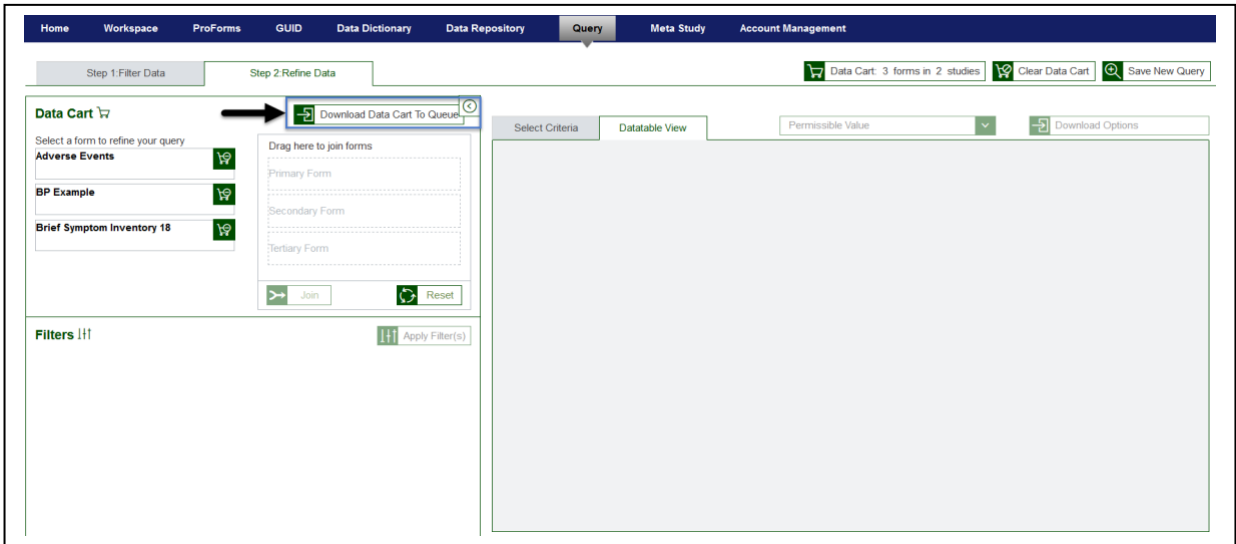 Home Workspace ProForms GUID Data Dictionary Data Repository Query Meta Study Account Management
Step 1:Filter Data Step 2:Refine Data Data Cart: 3 forms in 2 studies Clear Data Cart Save New Query
Data Cart Download Data Cart To Queue
Select Criteria Datatable View Permissible Value Download Options
Select a form to refine your query
Adverse Events
BP Example
Brief Symptom Inventory 18
Drag here to join forms
Primary Form
Secondary Form
Tertiary Form
Join Reset
Filters Apply Filter(s)